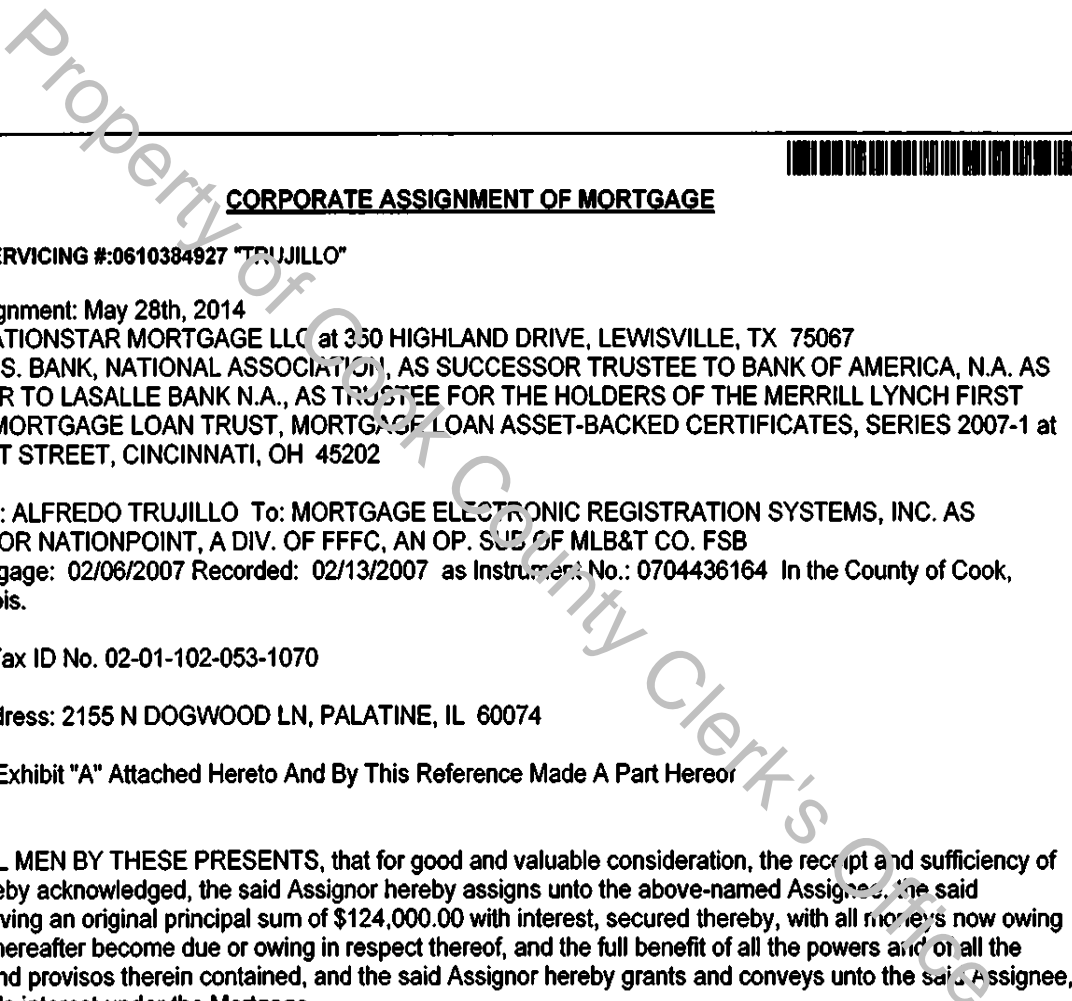 Property of Cook County Clerk's Office
CORPORATE ASSIGNMENT OF MORTGAGE
ERVICING #:0610384927 "TRUJILLO"
gnment: May 28th, 2014
ATIONSTAR MORTGAGE LLC at 350 HIGHLAND DRIVE, LEWISVILLE, TX 75067
S. BANK, NATIONAL ASSOCIATION, AS SUCCESSOR TRUSTEE TO BANK OF AMERICA, N.A. AS
R TO LASALLE BANK N.A., AS TRUSTEE FOR THE HOLDERS OF THE MERRILL LYNCH FIRST
MORTGAGE LOAN TRUST, MORTGAGE LOAN ASSET-BACKED CERTIFICATES, SERIES 2007-1 at
T STREET, CINCINNATI, OH 45202
: ALFREDO TRUJILLO To: MORTGAGE ELECTRONIC REGISTRATION SYSTEMS, INC. AS
OR NATIONPOINT, A DIV. OF FFFC, AN OP. SUB OF MLB&T CO. FSB
gage: 02/06/2007 Recorded: 02/13/2007 as Instrument No.: 0704436164 In the County of Cook,
ois.
Tax ID No. 02-01-102-053-1070
dress: 2155 N DOGWOOD LN, PALATINE, IL 60074
Exhibit "A" Attached Hereto And By This Reference Made A Part Hereof
L MEN BY THESE PRESENTS, that for good and valuable consideration, the receipt and sufficiency of
eby acknowledged, the said Assignor hereby assigns unto the above-named Assignee, the said
ving an original principal sum of $124,000.00 with interest, secured thereby, with all moneys now owing
hereafter become due or owing in respect thereof, and the full benefit of all the powers and of all the
nd provisos therein contained, and the said Assignor hereby grants and conveys unto the said Assignee,
interest under the Mortgage